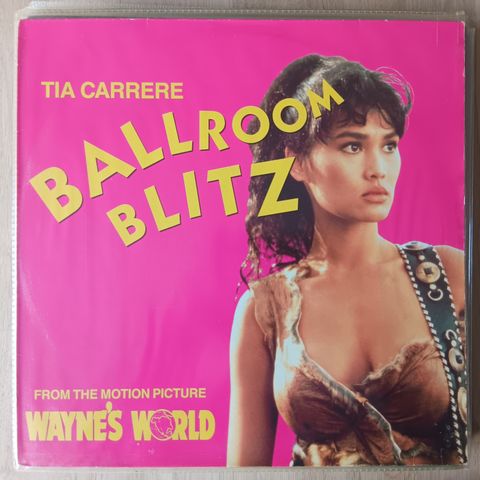 TIA CARRERE
BALLROOM
BLITZ
FROM THE MOTION PICTURE
WAYNE'S WORLD